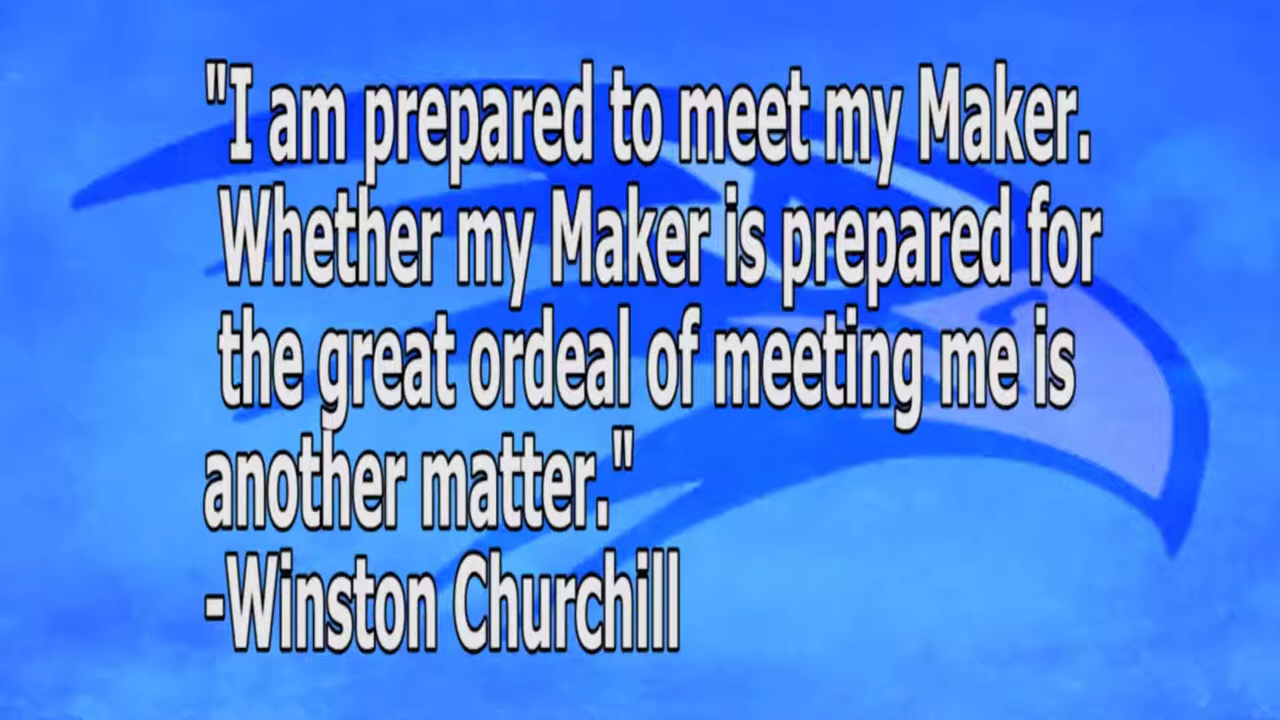 "I am prepared to meet my Maker.
Whether my Maker is prepared for
the great ordeal of meeting me is
another matter."
-Winston Churchill